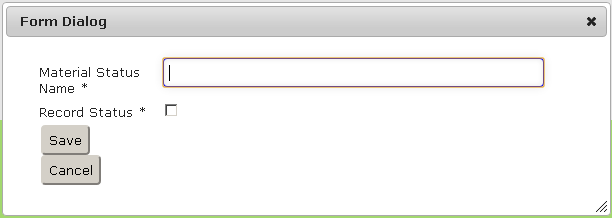 Form Dialog
Material Status
Name *
Record Status *
Save
Cancel